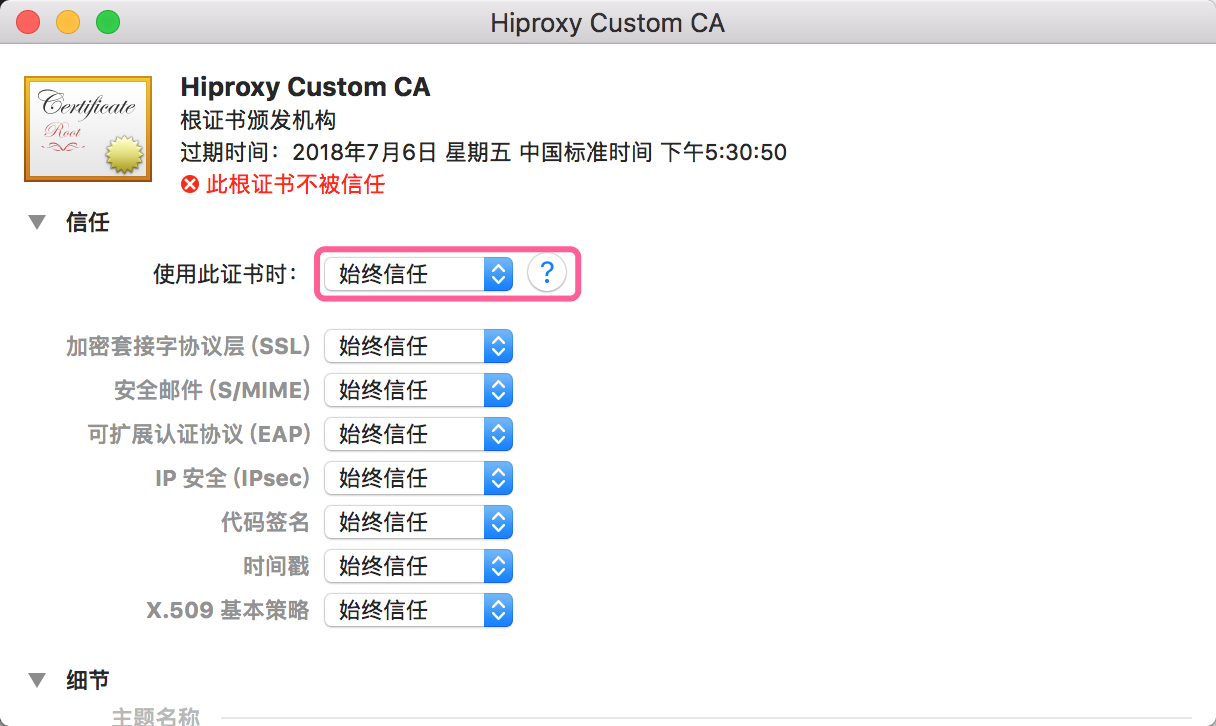 Hiproxy Custom CA
Certificate
Root
Hiproxy Custom CA
根证书颁发机构
过期时间：2018年7月6日 星期五 中国标准时间 下午5:30:50
此根证书不被信任
信任
使用此证书时： 始终信任 ?
加密套接字协议层 (SSL) 始终信任
安全邮件 (S/MIME) 始终信任
可扩展认证协议 (EAP) 始终信任
IP 安全 (IPsec) 始终信任
代码签名 始终信任
时间戳 始终信任
X.509 基本策略 始终信任
细节
主题名称